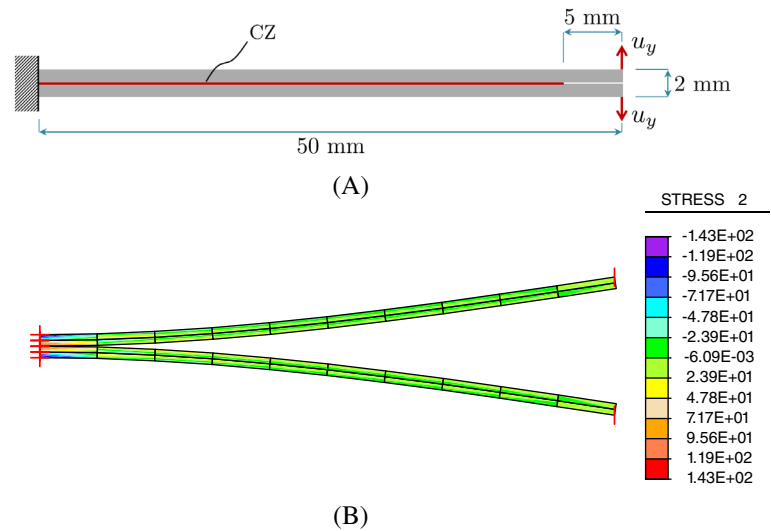 5 mm
CZ
u_y
2 mm
u_y
50 mm
(A)
STRESS 2
-1.43E+02
-1.19E+02
-9.56E+01
-7.17E+01
-4.78E+01
-2.39E+01
-6.09E-03
2.39E+01
4.78E+01
7.17E+01
9.56E+01
1.19E+02
1.43E+02
(B)